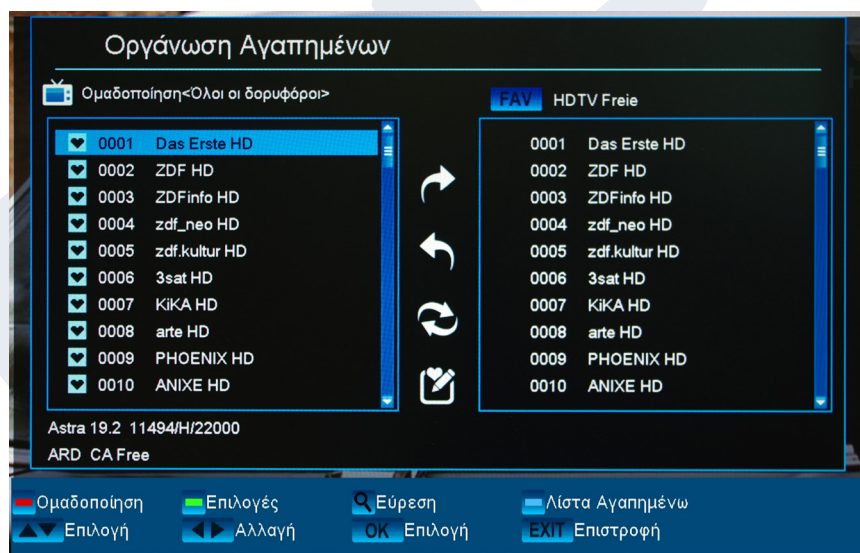 Οργάνωση Αγαπημένων
Ομαδοποίηση<Όλοι οι δορυφόροι>
FAV HDTV Freie
0001 Das Erste HD
0002 ZDF HD
0003 ZDFinfo HD
0004 zdf_neo HD
0005 zdf.kultur HD
0006 3sat HD
0007 KiKA HD
0008 arte HD
0009 PHOENIX HD
0010 ANIXE HD
0001 Das Erste HD
0002 ZDF HD
0003 ZDFinfo HD
0004 zdf_neo HD
0005 zdf.kultur HD
0006 3sat HD
0007 KiKA HD
0008 arte HD
0009 PHOENIX HD
0010 ANIXE HD
Astra 19.2 11494/H/22000
ARD CA Free
Ομαδοποίηση Επιλογές Εύρεση Λίστα Αγαπημένω
Επιλογή Αλλαγή OK Επιλογή EXIT Επιστροφή